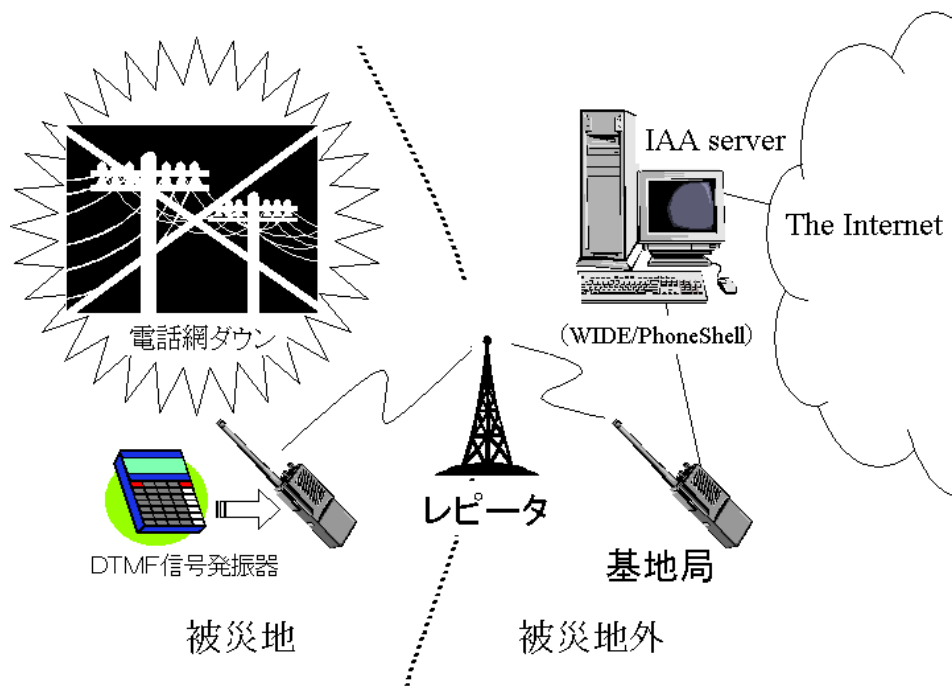 IAA server
The Internet
電話網ダウン
(WIDE/PhoneShell)
レピータ
DTMF信号発振器
基地局
被災地
被災地外